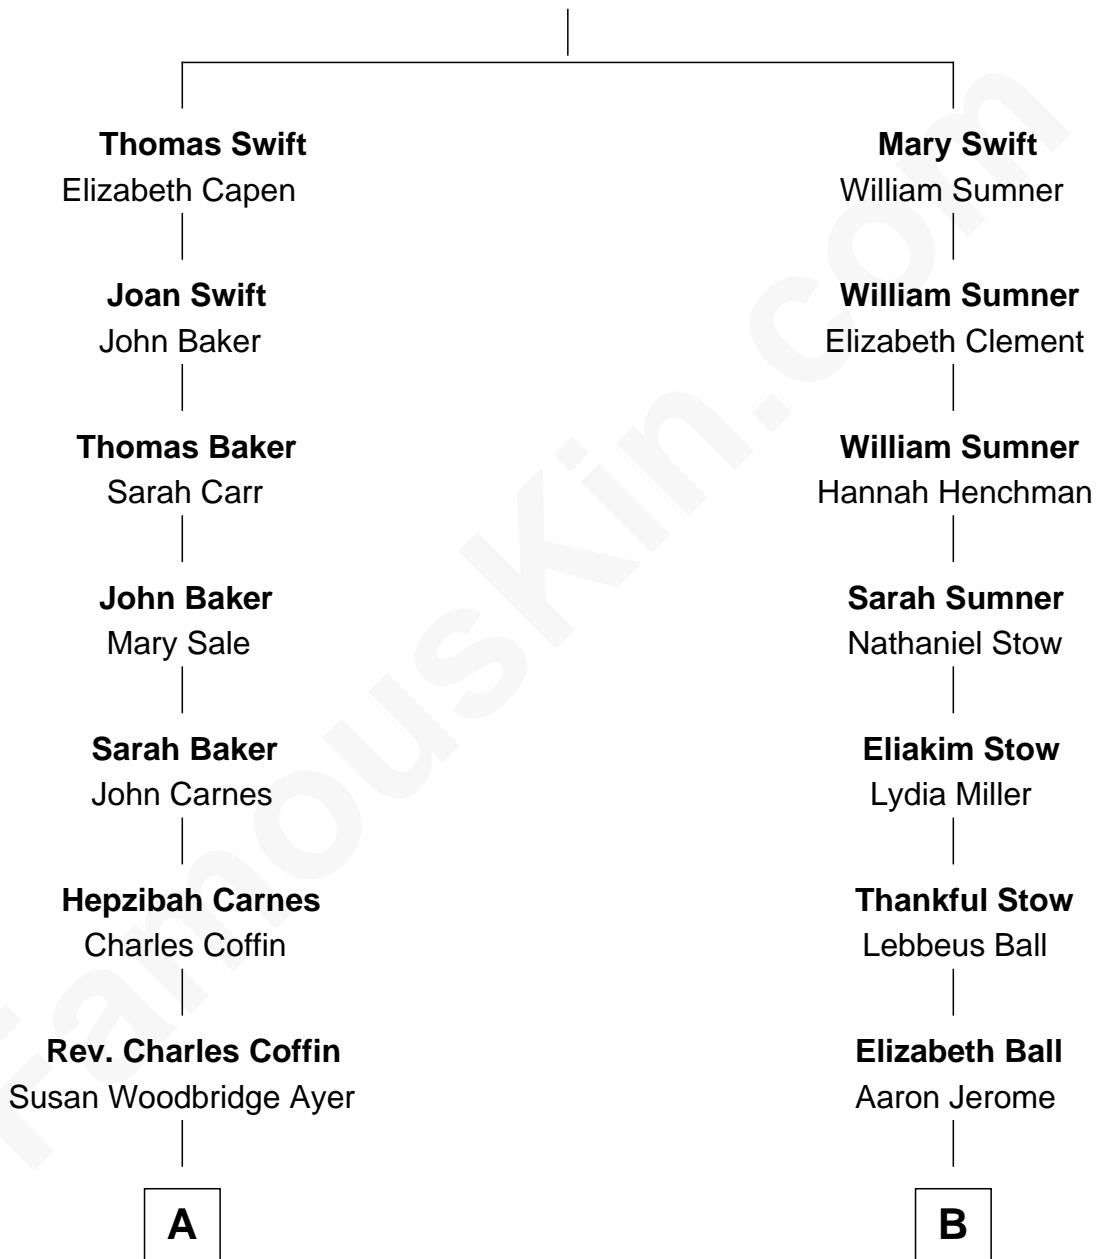 Thomas Swift
Elizabeth Capen
Joan Swift
John Baker
Thomas Baker
Sarah Carr
John Baker
Mary Sale
Sarah Baker
John Carnes
Hepzibah Carnes
Charles Coffin
Rev. Charles Coffin
Susan Woodbridge Ayer
A
Mary Swift
William Sumner
William Sumner
Elizabeth Clement
William Sumner
Hannah Henchman
Sarah Sumner
Nathaniel Stow
Eliakim Stow
Lydia Miller
Thankful Stow
Lebbeus Ball
Elizabeth Ball
Aaron Jerome
B
FamousKin.com